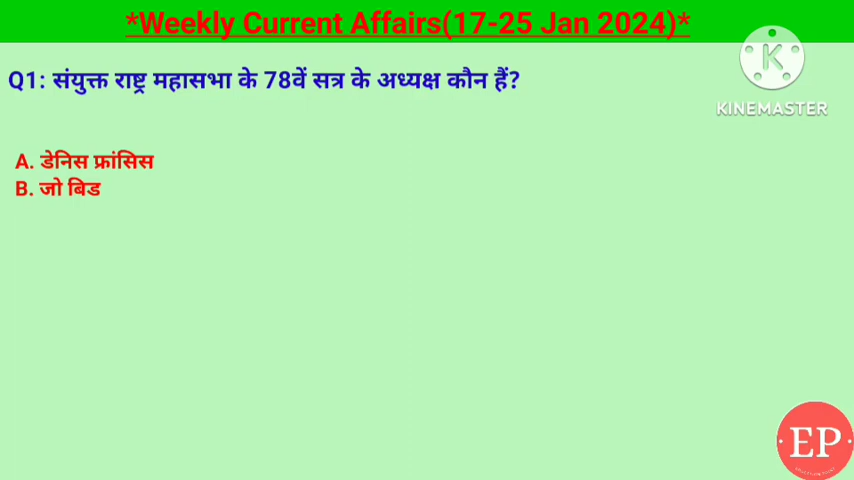 *Weekly Current Affairs(17-25 Jan 2024)*
Q1: संयुक्त राष्ट्र महासभा के 78वें सत्र के अध्यक्ष कौन हैं?
KINEMASTER
A. डेनिस फ्रांसिस
B. जो बिड
EP